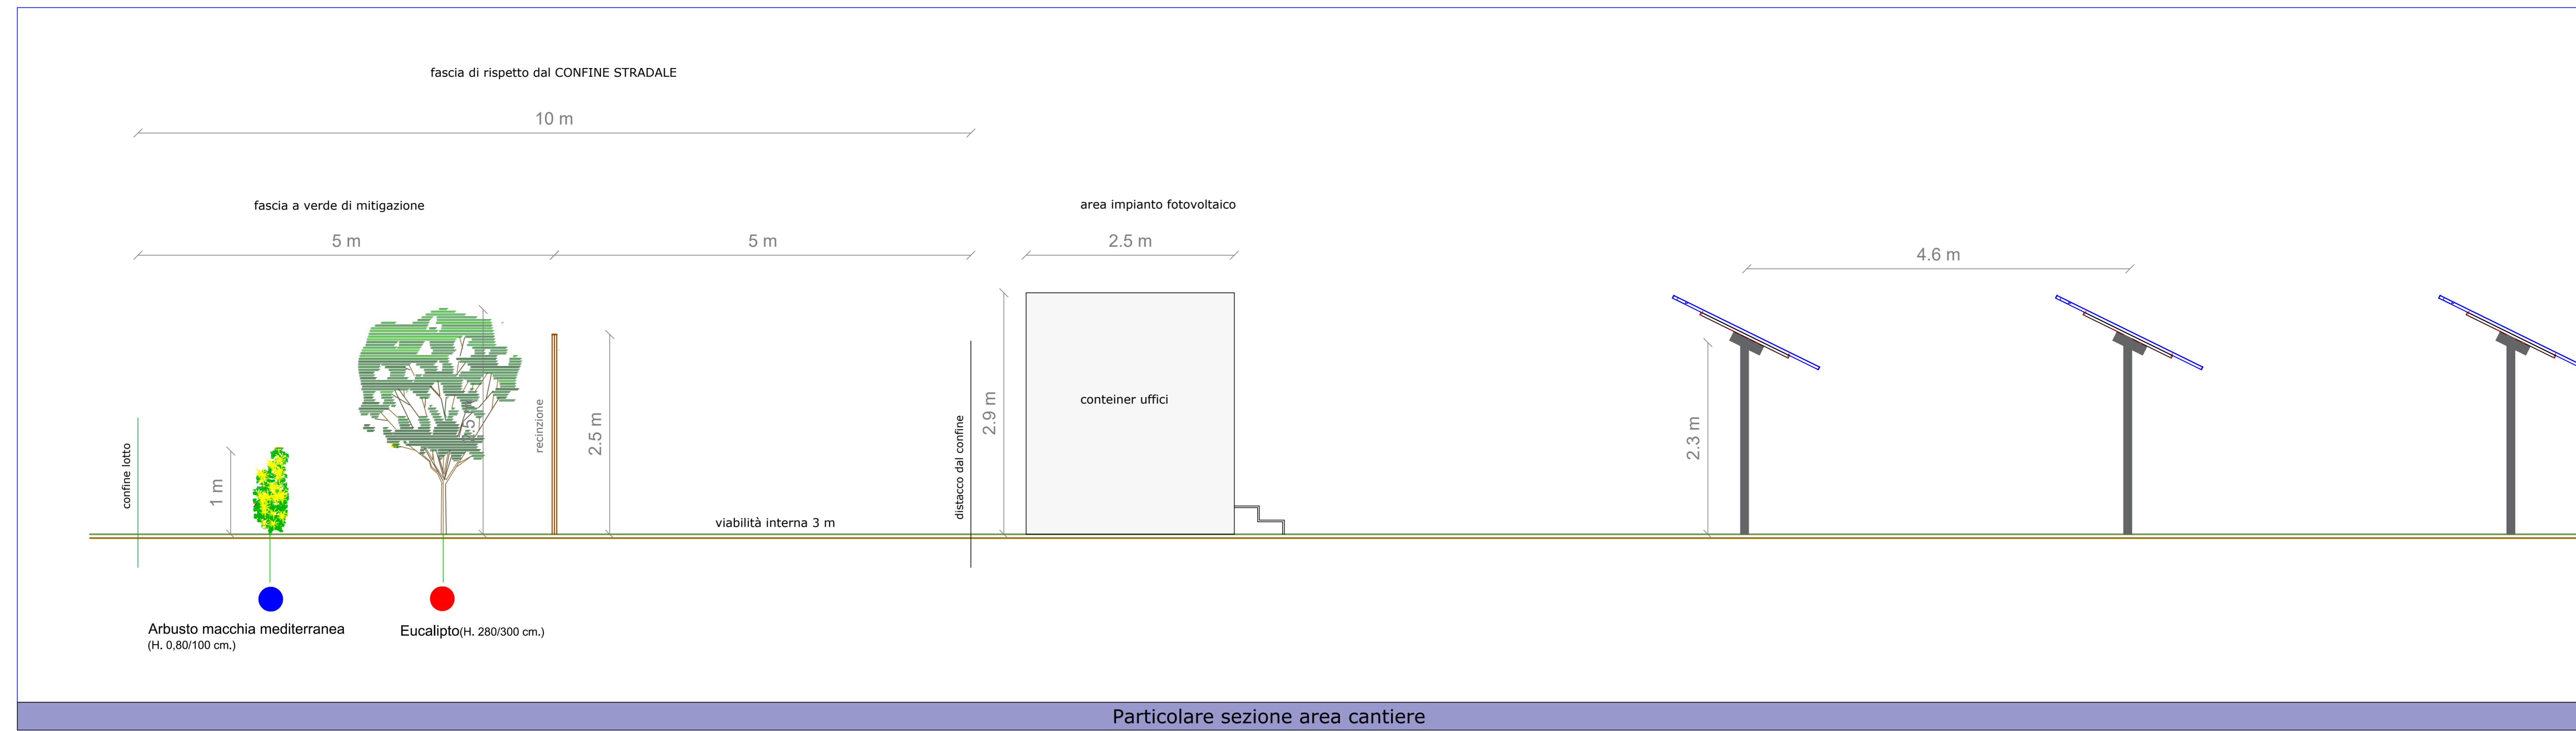 fascia di rispetto dal CONFINE STRADALE
10 m
fascia a verde di mitigazione
area impianto fotovoltaico
5 m
5 m
2.5 m
4.6 m
confine lotto
1 m
2.5
recinzione
2.5 m
viabilità interna 3 m
distacco dal confine
2.9 m
conteiner uffici
2.3 m
Arbusto macchia mediterranea
(H. 0,80/100 cm.)
Eucalipto(H. 280/300 cm.)
Particolare sezione area cantiere